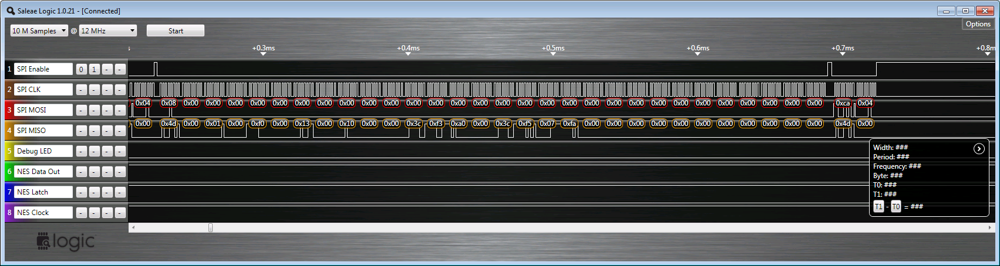 Saleae Logic 1.0.21 - [Connected]
10 M Samples @ 12 MHz Start
Options
+0.3ms +0.4ms +0.5ms +0.6ms +0.7ms +0.8m
1 SPI Enable 0 1 - -
2 SPI CLK - - - -
0x04 0x08 0x00 0x00 0x00 0x00 0x00 0x00 0x00 0x00 0x00 0x00 0x00 0x00 0x00 0x00 0x00 0x00 0x00 0x00 0x00 0x00 0x00 0x00 0x00 0x00 0x00 0x00 0x00 0x00 0x00 0xca 0x04
3 SPI MOSI - - - -
0x00 0x4d 0x00 0x01 0x00 0xf0 0x00 0x13 0x00 0x10 0x00 0x00 0x3c 0xf3 0xa0 0x00 0x3c 0xf5 0x07 0xfa 0x00 0x00 0x00 0x00 0x00 0x00 0x00 0x00 0x00 0x00 0x00 0x4d 0x00
4 SPI MISO - - - -
5 Debug LED - - - -
6 NES Data Out - - - -
7 NES Latch - - - -
8 NES Clock - - - -
Width: ###
Period: ###
Frequency: ###
Byte: ###
T0: ###
T1: ###
T1 - T0 = ###
logic